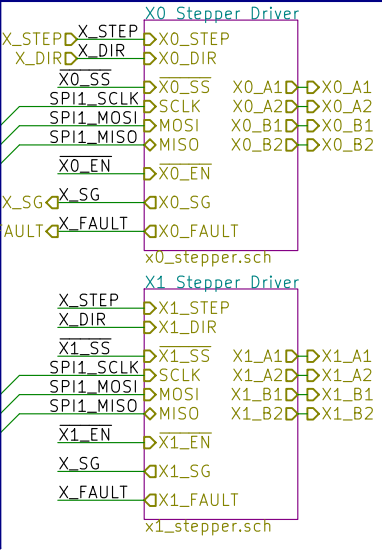 X0 Stepper Driver
X_STEP X_STEP X0_STEP
X_DIR X_DIR X0_DIR
X0_SS X0_SS X0_A1 X0_A1
SPI1_SCLK SCLK X0_A2 X0_A2
SPI1_MOSI MOSI X0_B1 X0_B1
SPI1_MISO MISO X0_B2 X0_B2
X0_EN X0_EN
X_SG X_SG X0_SG
AULT X_FAULT X0_FAULT
x0_stepper.sch
X1 Stepper Driver
X_STEP X1_STEP
X_DIR X1_DIR
X1_SS X1_SS X1_A1 X1_A1
SPI1_SCLK SCLK X1_A2 X1_A2
SPI1_MOSI MOSI X1_B1 X1_B1
SPI1_MISO MISO X1_B2 X1_B2
X1_EN X1_EN
X_SG X1_SG
X_FAULT X1_FAULT
x1_stepper.sch